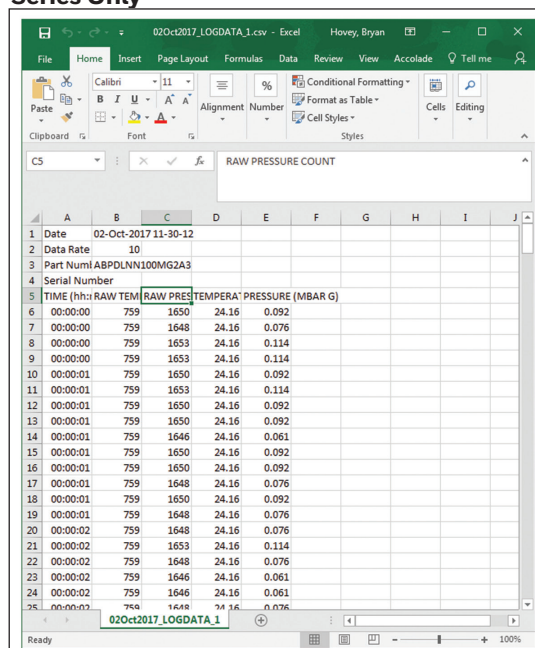 Series Only
02Oct2017_LOGDATA_1.csv - Excel Hovey, Bryan
File Home Insert Page Layout Formulas Data Review View Accolade Tell me
Paste Calibri 11 B I U A A A Alignment % Number Conditional Formatting Format as Table Cell Styles Cells Editing
Clipboard Font Styles
C5 fx RAW PRESSURE COUNT
A B C D E F G H I J
1 Date 02-Oct-2017 11-30-12
2 Data Rate 10
3 Part Numl ABPDLNN100MG2A3
4 Serial Number
5 TIME (hh:ı RAW TEMI RAW PRES TEMPERAT PRESSURE (MBAR G)
6 00:00:00 759 1650 24.16 0.092
7 00:00:00 759 1648 24.16 0.076
8 00:00:00 759 1653 24.16 0.114
9 00:00:00 759 1653 24.16 0.114
10 00:00:01 759 1650 24.16 0.092
11 00:00:01 759 1653 24.16 0.114
12 00:00:01 759 1650 24.16 0.092
13 00:00:01 759 1650 24.16 0.092
14 00:00:01 759 1646 24.16 0.061
15 00:00:01 759 1650 24.16 0.092
16 00:00:01 759 1650 24.16 0.092
17 00:00:01 759 1648 24.16 0.076
18 00:00:01 759 1650 24.16 0.092
19 00:00:01 759 1648 24.16 0.076
20 00:00:02 759 1648 24.16 0.076
21 00:00:02 759 1653 24.16 0.114
22 00:00:02 759 1648 24.16 0.076
23 00:00:02 759 1646 24.16 0.061
24 00:00:02 759 1646 24.16 0.061
25 00:00:02 759 1648 24.16 0.076
02Oct2017_LOGDATA_1
Ready 100%